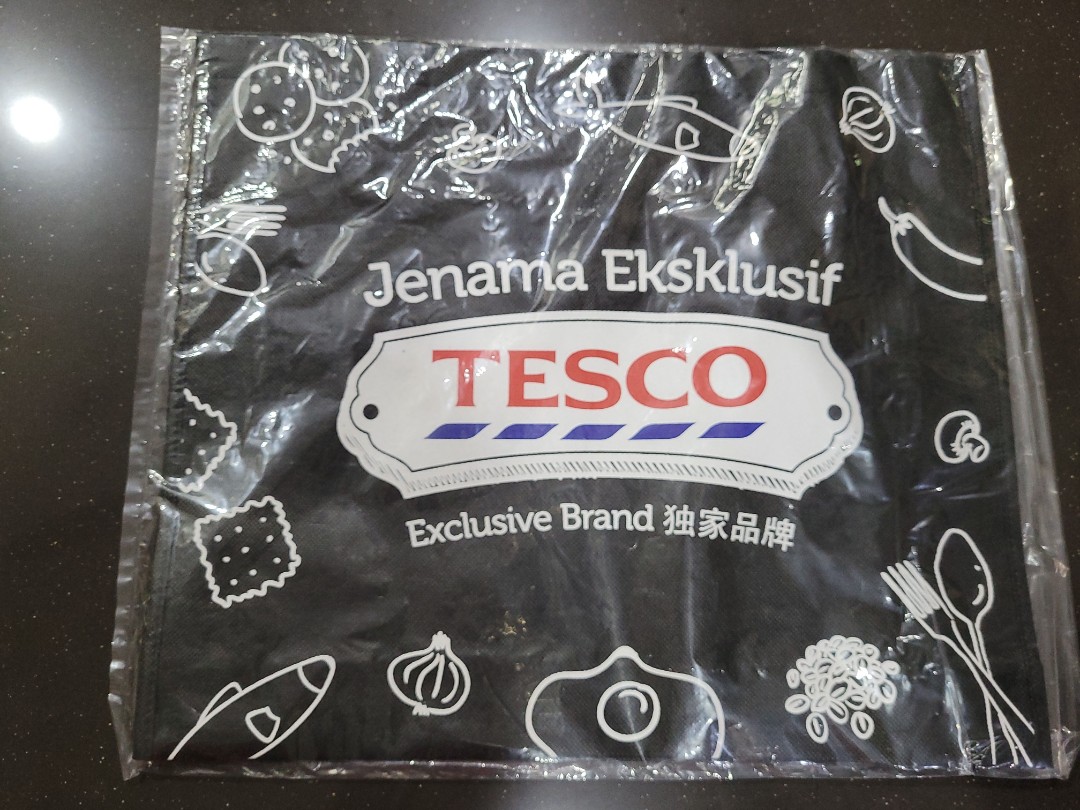 Jenama Eksklusif
TESCO
Exclusive Brand 独家品牌